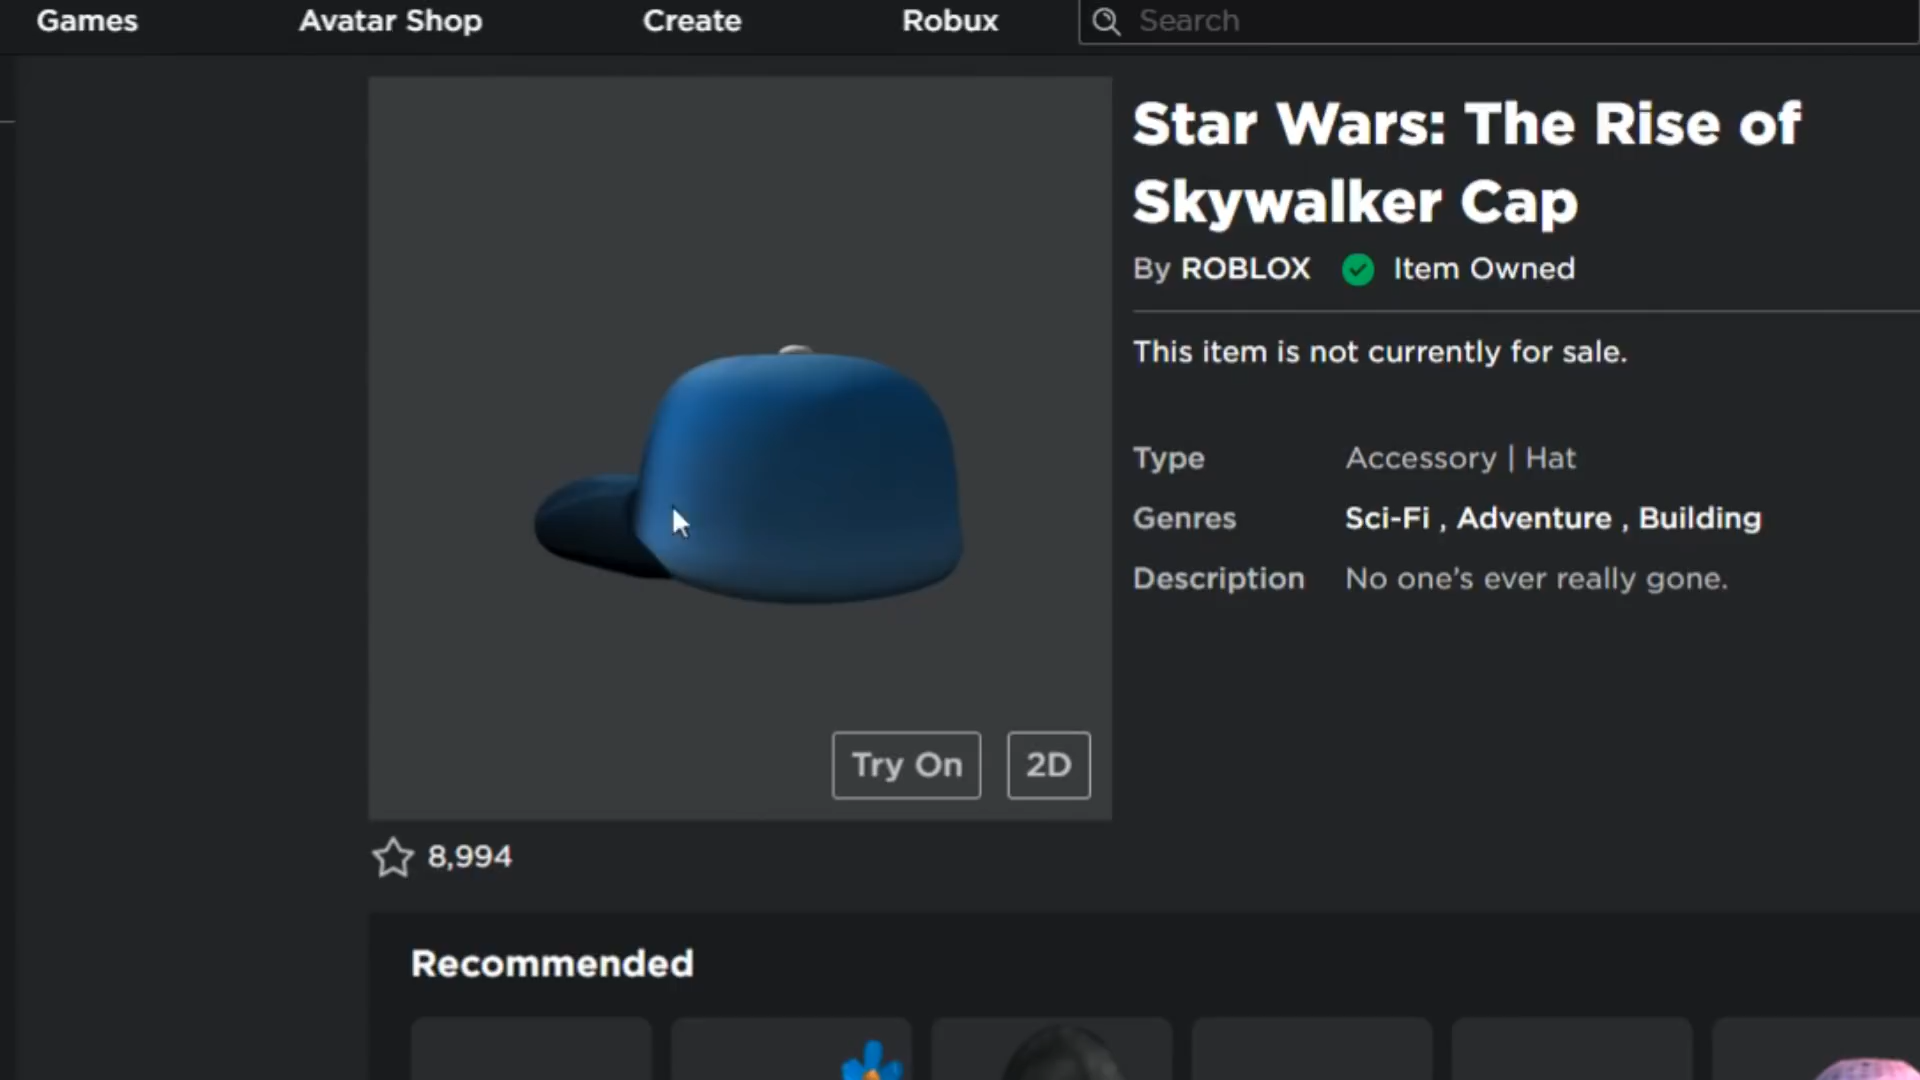 Games
Avatar Shop
Create
Robux
Search
Star Wars: The Rise of
Skywalker Cap
By ROBLOX
Item Owned
This item is not currently for sale.
Type
Accessory | Hat
Genres
Sci-Fi , Adventure , Building
Description
No one's ever really gone.
Try On
2D
8,994
Recommended